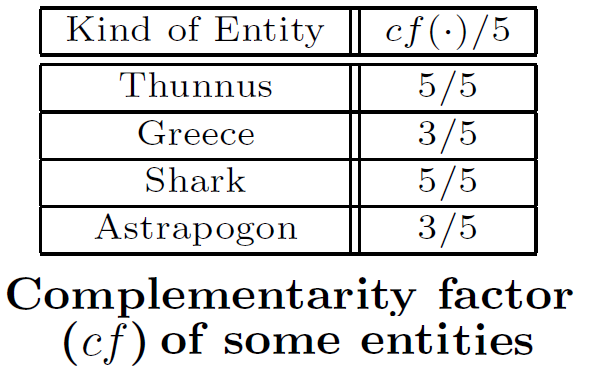 Kind of Entity cf(·)/5
Thunnus 5/5
Greece 3/5
Shark 5/5
Astrapogon 3/5
Complementarity factor
(cf) of some entities